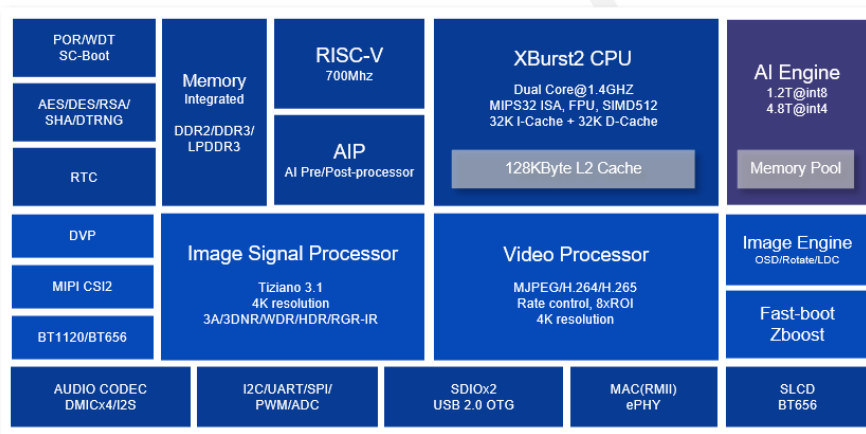 POR/WDT
SC-Boot
AES/DES/RSA/
SHA/DTRNG
RTC
Memory
Integrated
DDR2/DDR3/
LPDDR3
RISC-V
700Mhz
AIP
AI Pre/Post-processor
XBurst2 CPU
Dual Core@1.4GHZ
MIPS32 ISA, FPU, SIMD512
32K I-Cache + 32K D-Cache
128KByte L2 Cache
AI Engine
1.2T@int8
4.8T@int4
Memory Pool
DVP
MIPI CSI2
BT1120/BT656
Image Signal Processor
Tiziano 3.1
4K resolution
3A/3DNR/WDR/HDR/RGR-IR
Video Processor
MJPEG/H.264/H.265
Rate control, 8xROI
4K resolution
Image Engine
OSD/Rotate/LDC
Fast-boot
Zboost
AUDIO CODEC
DMICx4/I2S
I2C/UART/SPI/
PWM/ADC
SDIOx2
USB 2.0 OTG
MAC(RMII)
ePHY
SLCD
BT656